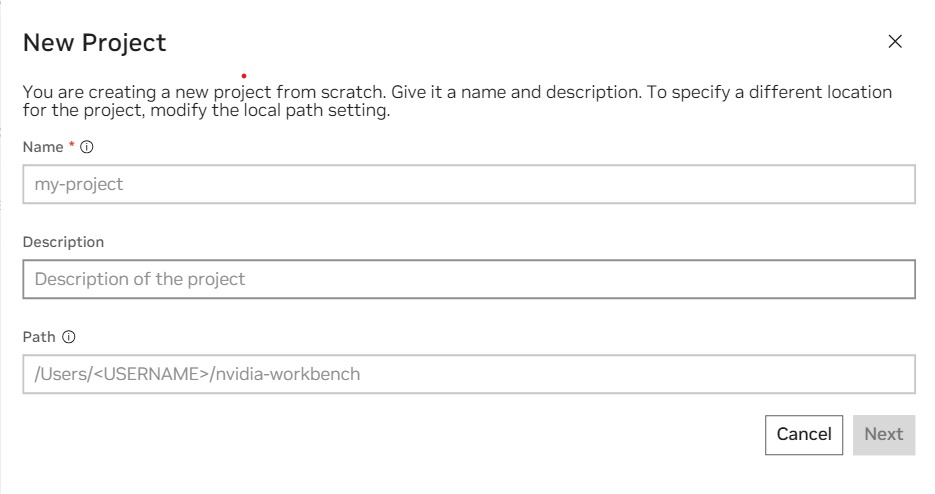 New Project
You are creating a new project from scratch. Give it a name and description. To specify a different location
for the project, modify the local path setting.
Name *
my-project
Description
Description of the project
Path
/Users/<USERNAME>/nvidia-workbench
Cancel Next